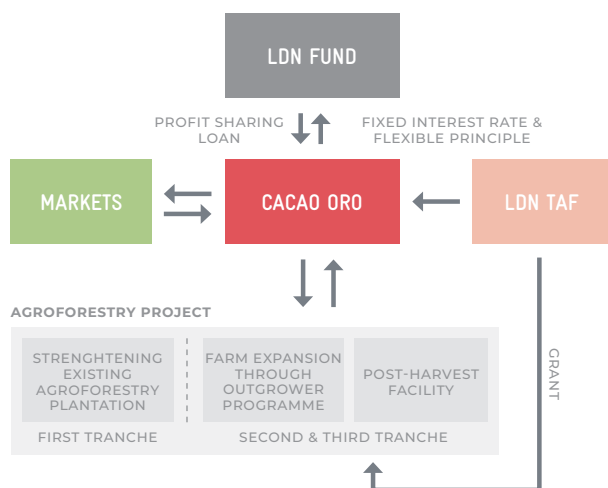 LDN FUND
PROFIT SHARING
LOAN
FIXED INTEREST RATE &
FLEXIBLE PRINCIPLE
MARKETS
CACAO ORO
LDN TAF
AGROFORESTRY PROJECT
STRENGHTENING
EXISTING
AGROFORESTRY
PLANTATION
FARM EXPANSION
THROUGH
OUTGROWER
PROGRAMME
POST-HARVEST
FACILITY
FIRST TRANCHE
SECOND & THIRD TRANCHE
GRANT